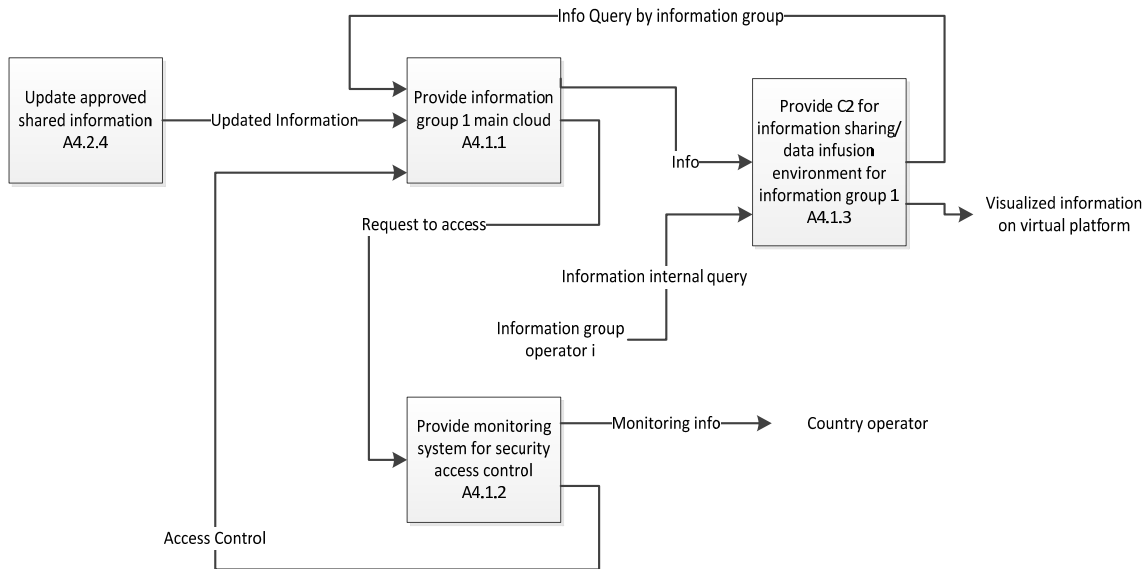 Info Query by information group
Update approved
shared information
A4.2.4
Updated Information
Provide information
group 1 main cloud
A4.1.1
Info
Provide C2 for
information sharing/
data infusion
environment for
information group 1
A4.1.3
Visualized information
on virtual platform
Request to access
Information internal query
Information group
operator i
Provide monitoring
system for security
access control
A4.1.2
Monitoring info
Country operator
Access Control